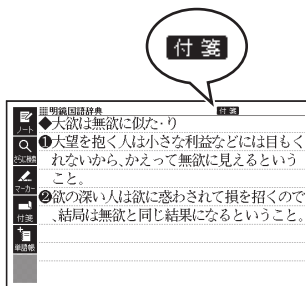 付箋
明鏡国語辞典 付箋
◆大欲は無欲に似た・り
❶大望を抱く人は小さな利益などには目もく
れないから、かえって無欲に見えるという
こと。
❷欲の深い人は欲に惑わされて損を招くので
、結局は無欲と同じ結果になるということ。
ノート
さらに検索
マーカー
付箋
単語帳